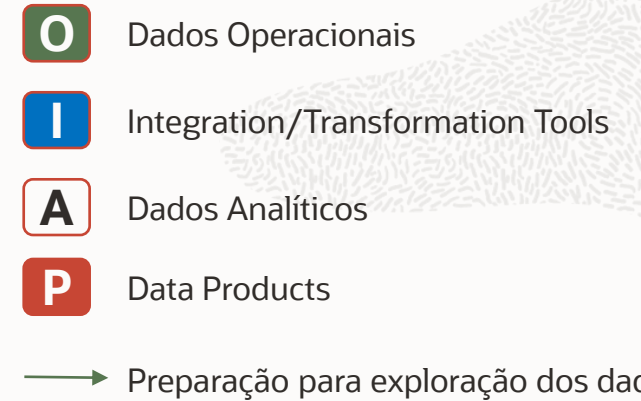 O Dados Operacionais
I Integration/Transformation Tools
A Dados Analíticos
P Data Products
Preparação para exploração dos